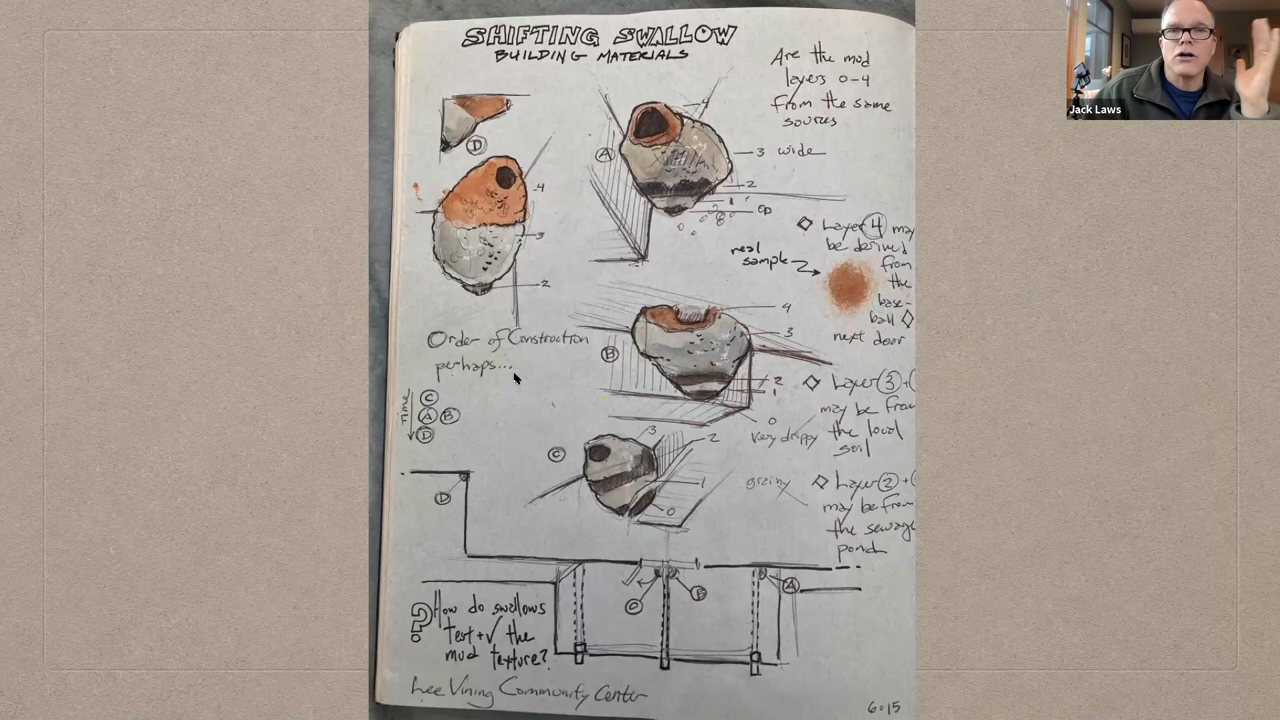 SHIFTING SWALLOW
BUILDING MATERIALS
Are the mud
layers 0-4
from the same
sources
D
4
3
2
A
4
3 wide
2
1
Layer 4 may
be derived
from
the
base-
ball ◇
next door
real
sample
Order of Construction
perhaps...
Time
C
A B
D
B
4
3
2
1
0
very drippy
Layer 3 +
may be from
the local
soil
C
3
2
1
0
grainy
Layer 2 +
may be from
the sewage
pond
D
C
B
A
? How do swallows
test + ✓ the
mud texture?
Lee Vining Community Center
6:15
Jack Laws